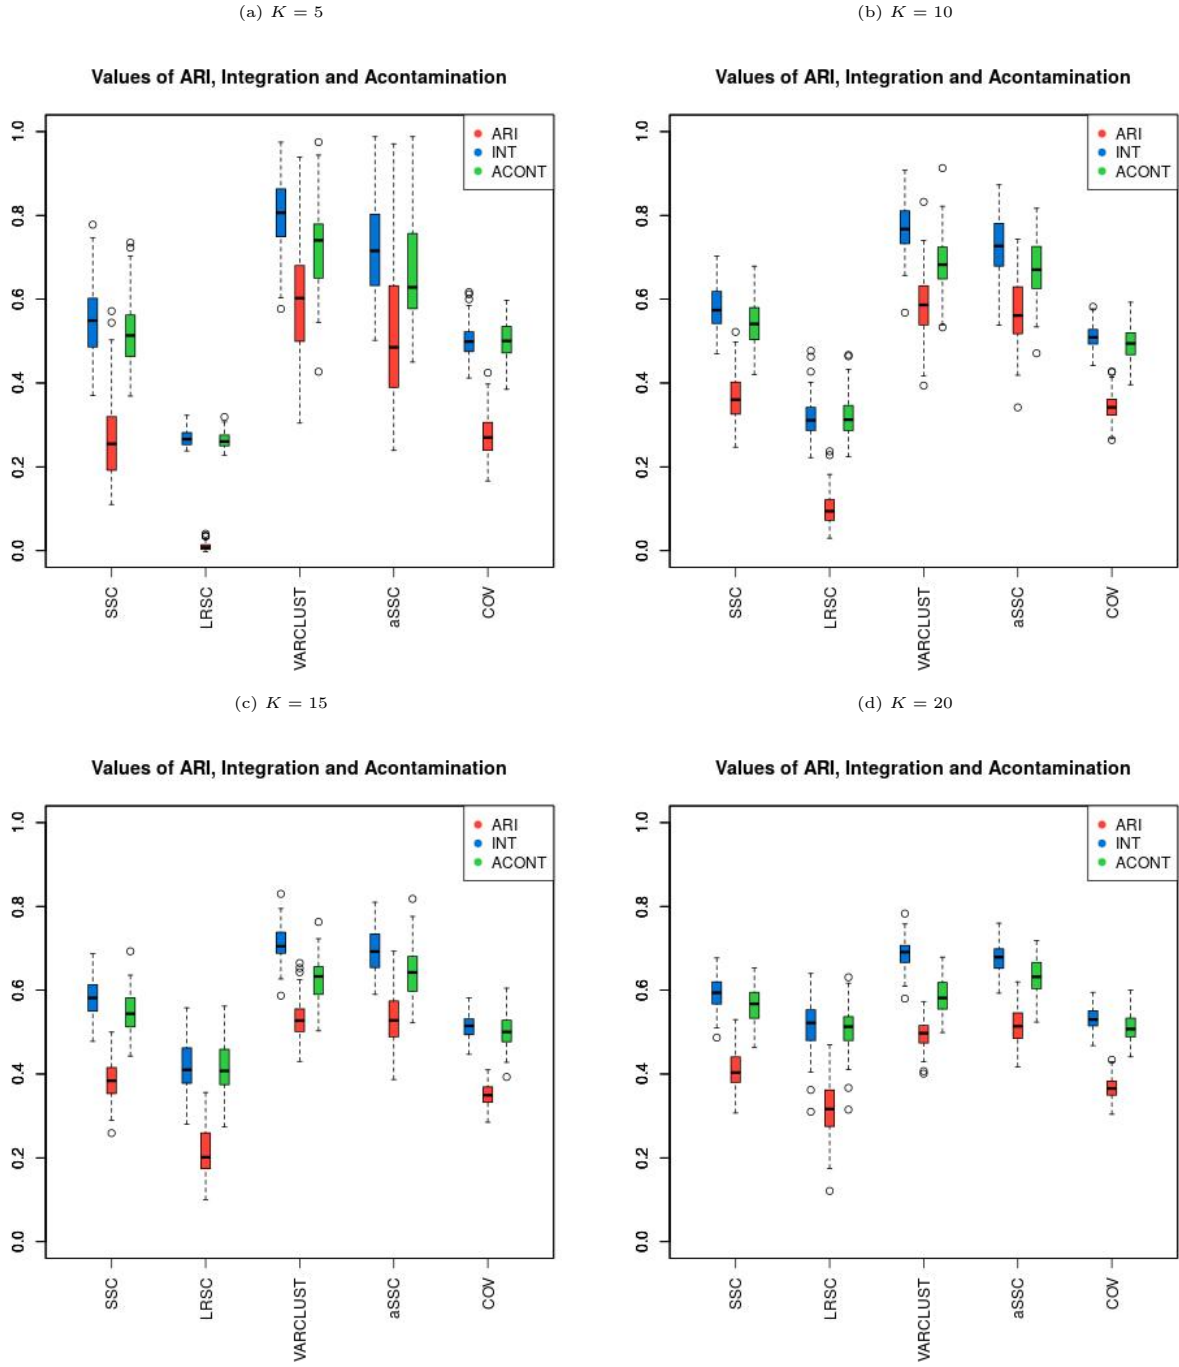 (a) K = 5
Values of ARI, Integration and Acontamination
ARI
INT
ACONT
1.0
0.8
0.6
0.4
0.2
0.0
SSC
LRSC
VARCLUST
aSSC
COV
(b) K = 10
Values of ARI, Integration and Acontamination
ARI
INT
ACONT
1.0
0.8
0.6
0.4
0.2
0.0
SSC
LRSC
VARCLUST
aSSC
COV
(c) K = 15
Values of ARI, Integration and Acontamination
ARI
INT
ACONT
1.0
0.8
0.6
0.4
0.2
0.0
SSC
LRSC
VARCLUST
aSSC
COV
(d) K = 20
Values of ARI, Integration and Acontamination
ARI
INT
ACONT
1.0
0.8
0.6
0.4
0.2
0.0
SSC
LRSC
VARCLUST
aSSC
COV